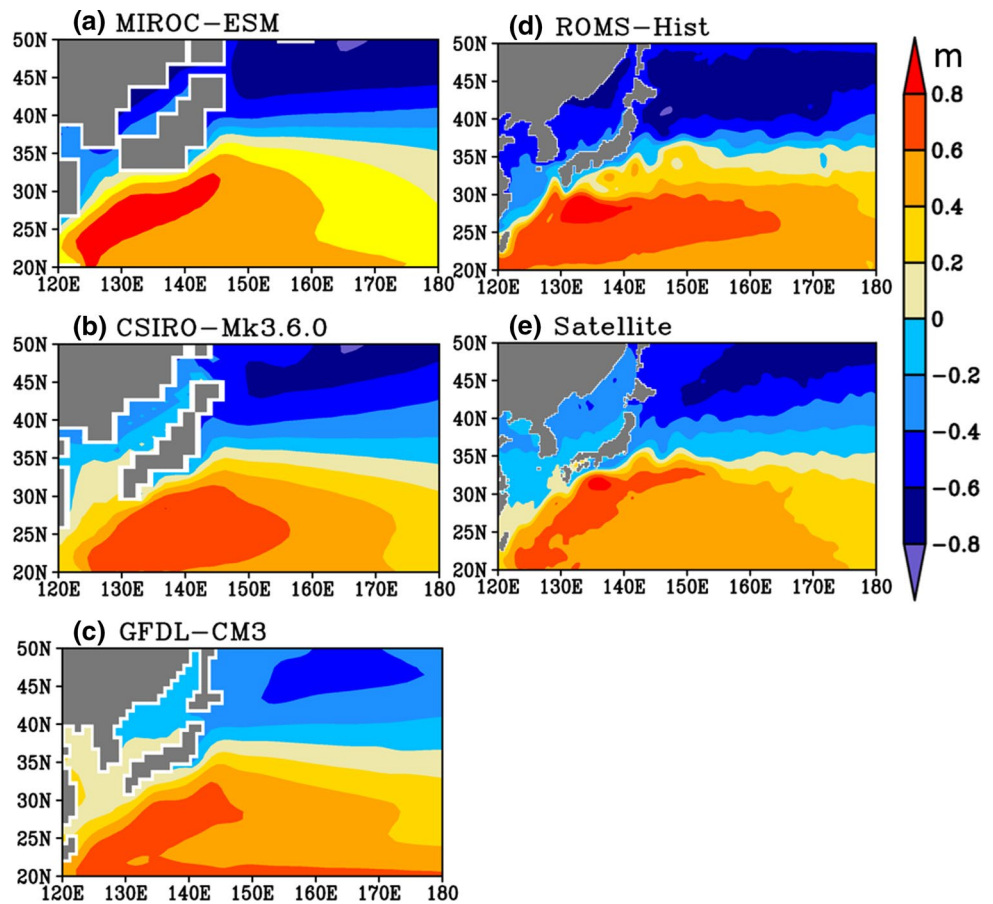 (a) MIROC-ESM
50N
45N
40N
35N
30N
25N
20N
120E 130E 140E 150E 160E 170E 180
(b) CSIRO-Mk3.6.0
50N
45N
40N
35N
30N
25N
20N
120E 130E 140E 150E 160E 170E 180
(c) GFDL-CM3
50N
45N
40N
35N
30N
25N
20N
120E 130E 140E 150E 160E 170E 180
(d) ROMS-Hist
50N
45N
40N
35N
30N
25N
20N
120E 130E 140E 150E 160E 170E 180
(e) Satellite
50N
45N
40N
35N
30N
25N
20N
120E 130E 140E 150E 160E 170E 180
m
0.8
0.6
0.4
0.2
0
-0.2
-0.4
-0.6
-0.8